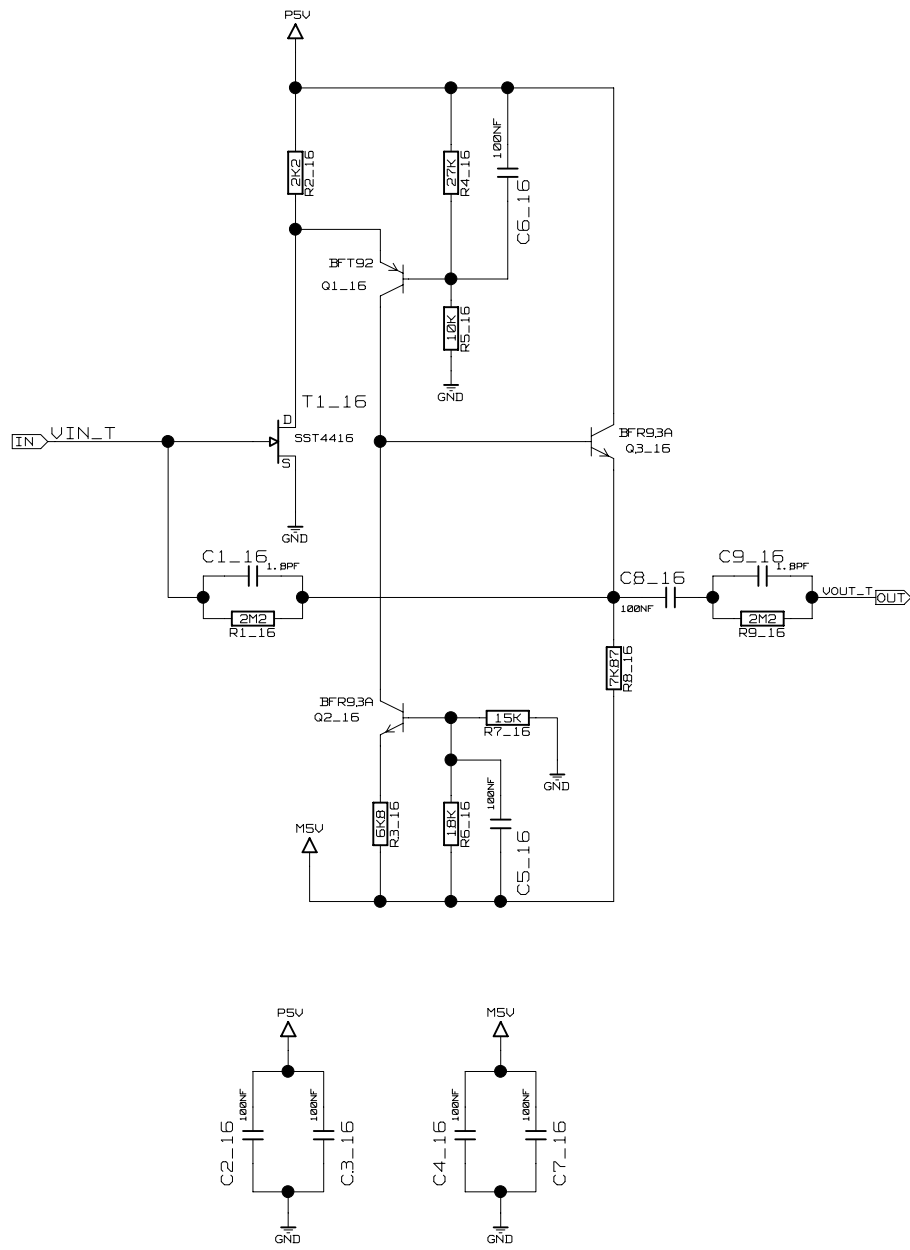 P5V
2K2
R2_16
27K
R4_16
100NF
C6_16
BFT92
Q1_16
10K
R5_16
GND
T1_16
D
IN
VIN_T
SST4416
S
BFR93A
Q3_16
GND
C1_16
1.8PF
2M2
R1_16
C8_16
100NF
C9_16
1.8PF
2M2
R9_16
VOUT_T
OUT
7K87
R8_16
BFR93A
Q2_16
15K
R7_16
GND
M5V
6K8
R3_16
18K
R6_16
100NF
C5_16
P5V
M5V
100NF
C2_16
100NF
C3_16
100NF
C4_16
100NF
C7_16
GND
GND